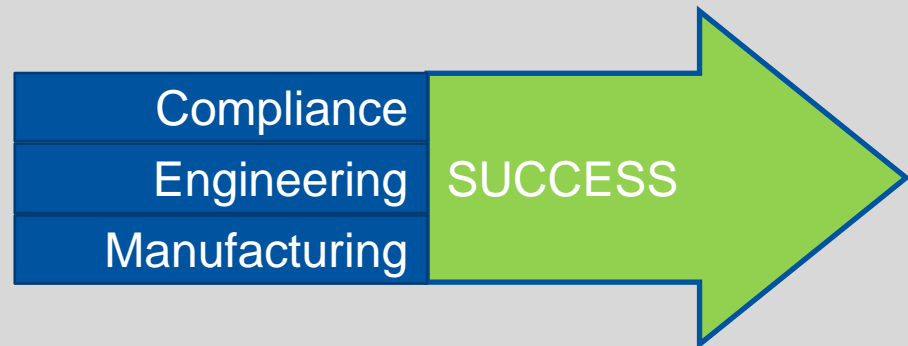 Compliance
Engineering
SUCCESS
Manufacturing